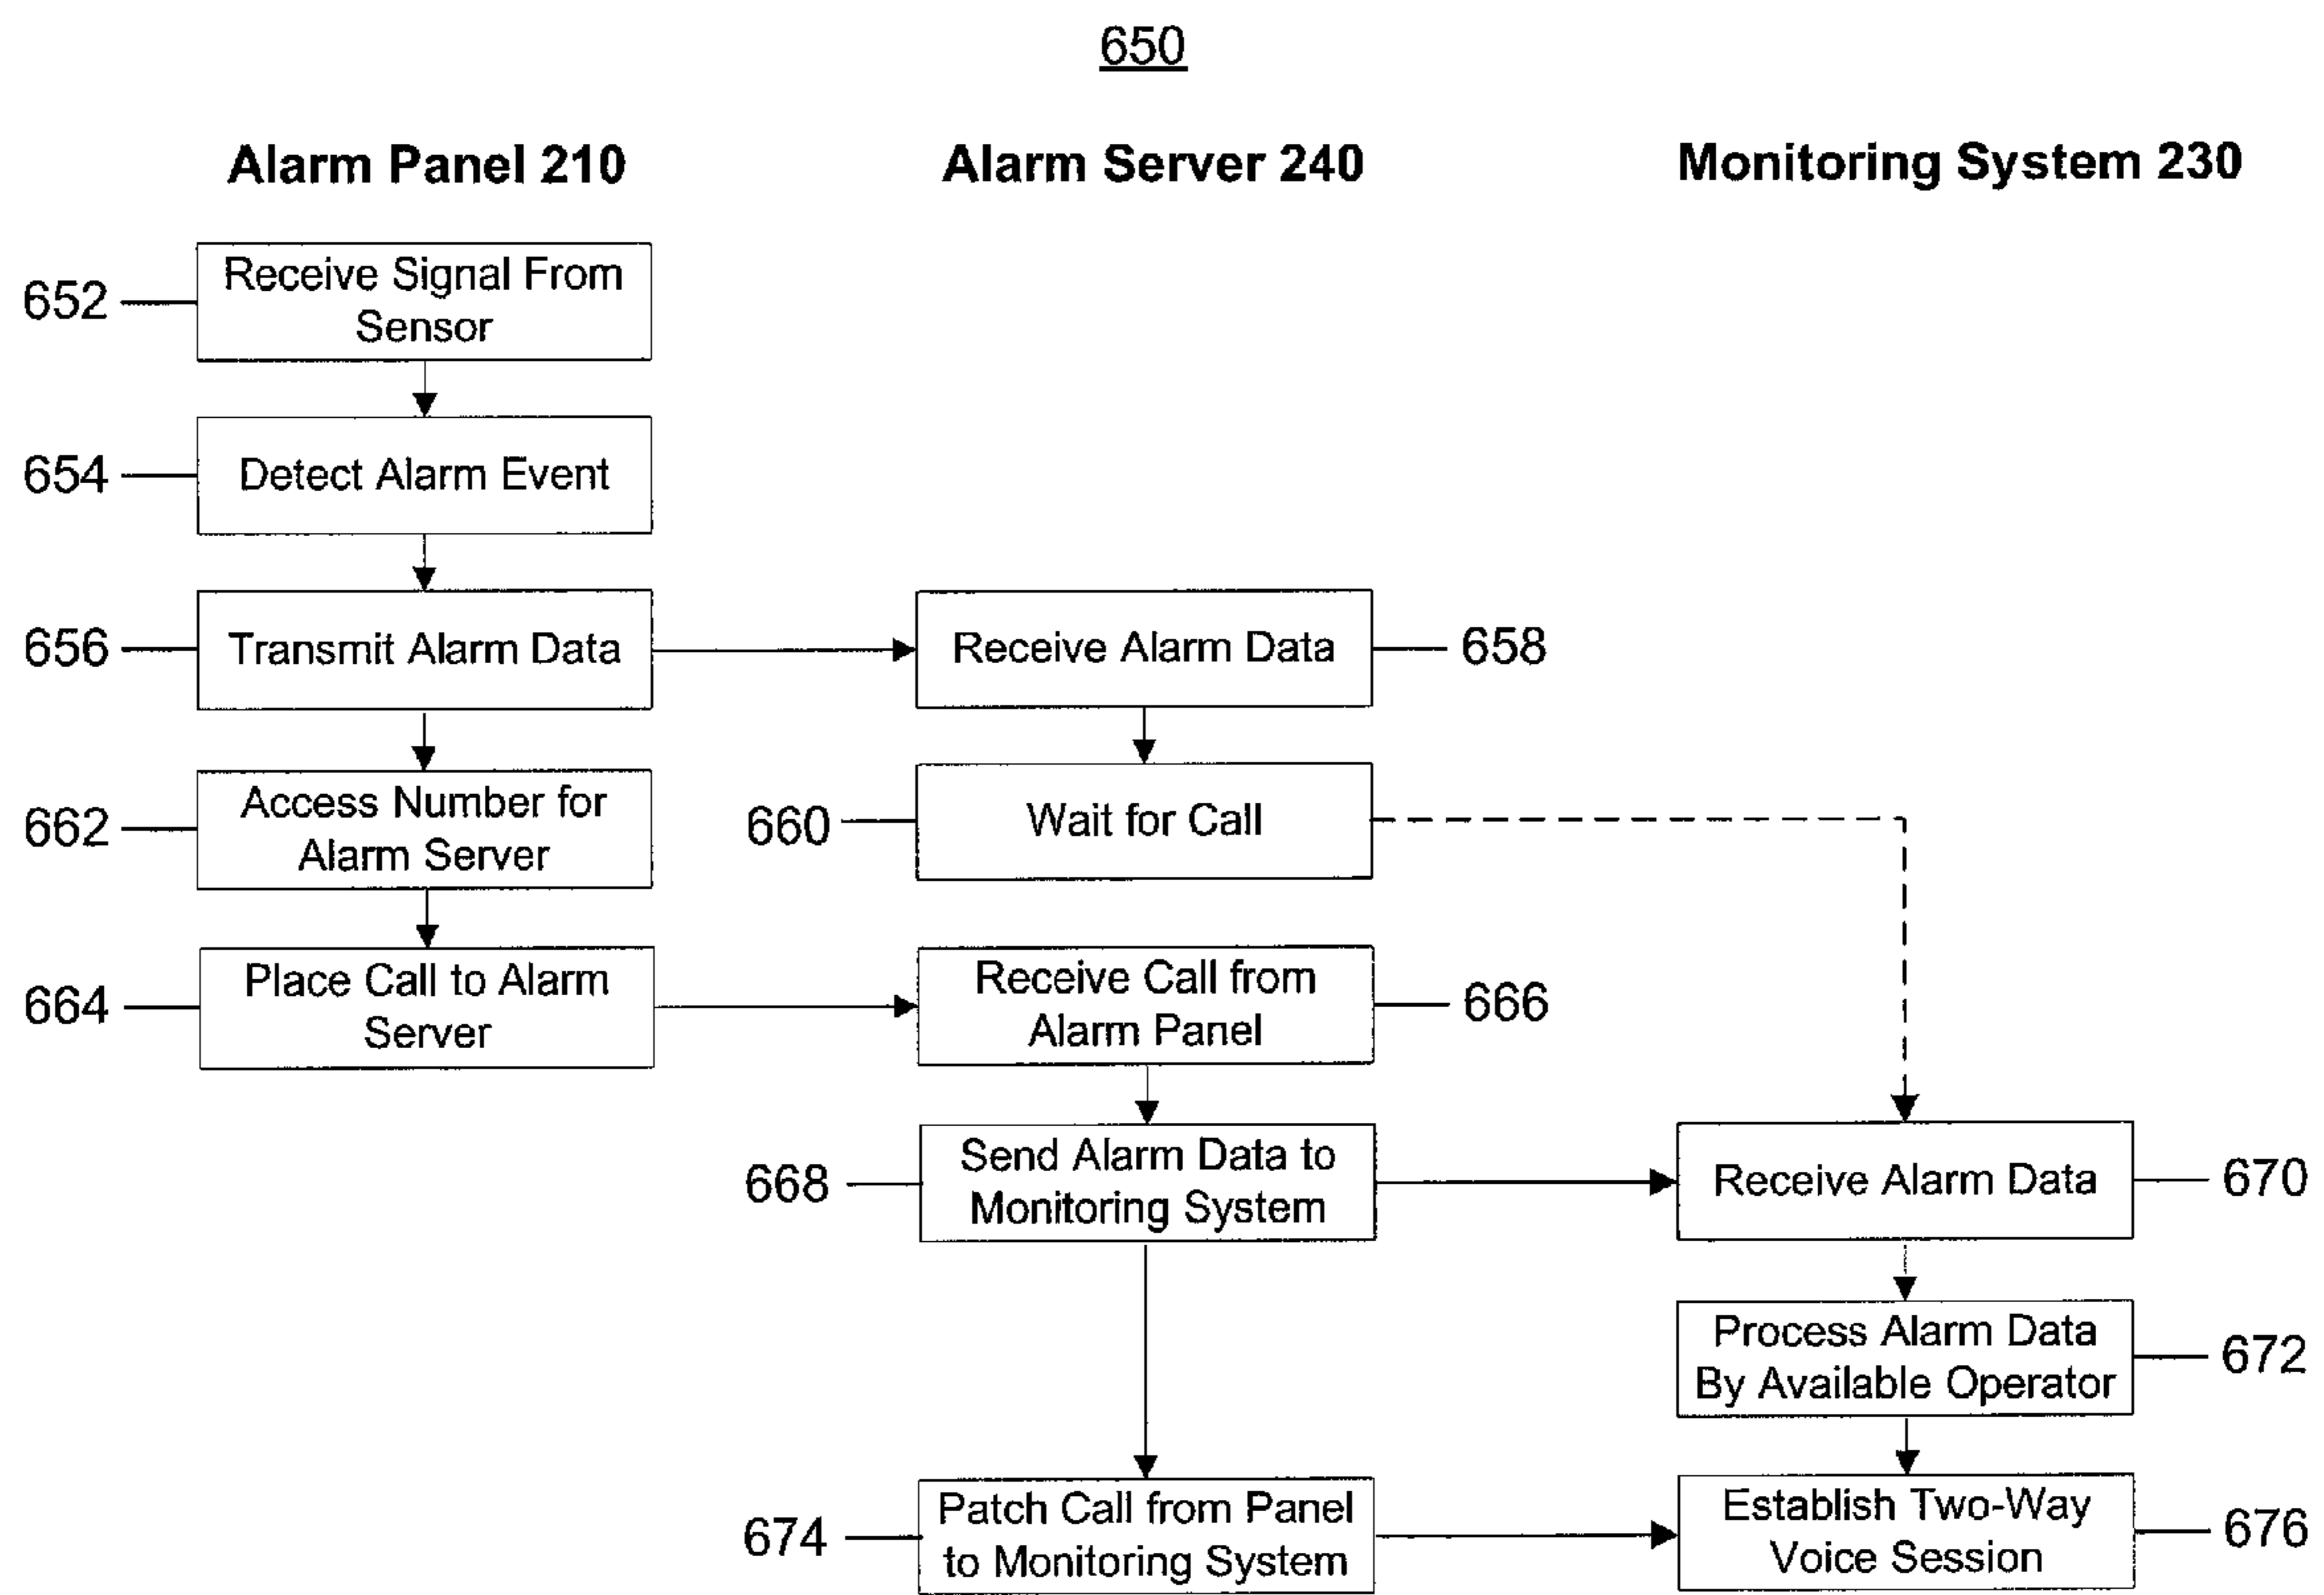 650
Alarm Panel 210
Alarm Server 240
Monitoring System 230
652
Receive Signal From
Sensor
654
Detect Alarm Event
656
Transmit Alarm Data
Receive Alarm Data
658
662
Access Number for
Alarm Server
660
Wait for Call
664
Place Call to Alarm
Server
Receive Call from
Alarm Panel
666
668
Send Alarm Data to
Monitoring System
Receive Alarm Data
670
Process Alarm Data
By Available Operator
672
674
Patch Call from Panel
to Monitoring System
Establish Two-Way
Voice Session
676